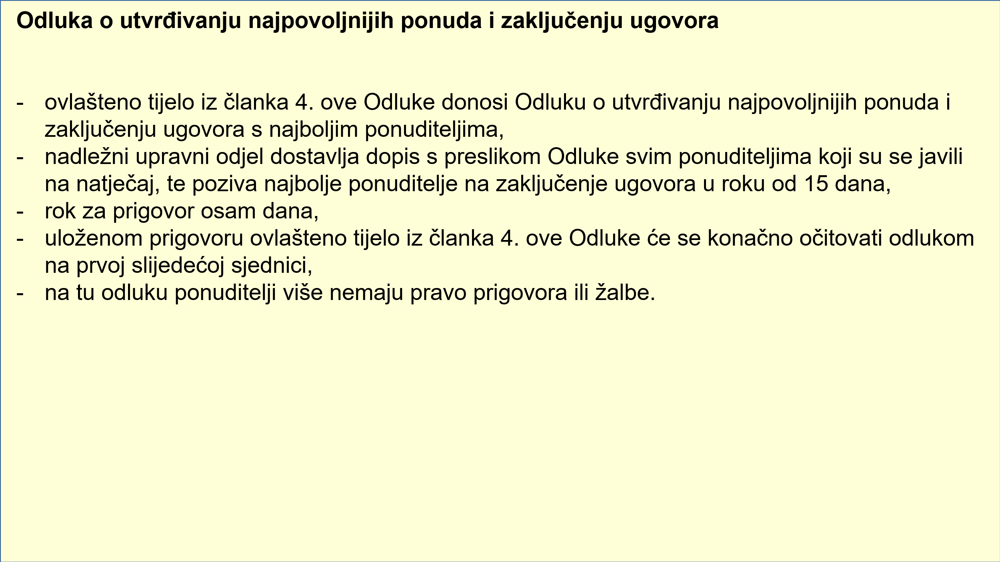 Odluka o utvrđivanju najpovoljnijih ponuda i zaključenju ugovora
- ovlašteno tijelo iz članka 4. ove Odluke donosi Odluku o utvrđivanju najpovoljnijih ponuda i
zaključenju ugovora s najboljim ponuditeljima,
- nadležni upravni odjel dostavlja dopis s preslikom Odluke svim ponuditeljima koji su se javili
na natječaj, te poziva najbolje ponuditelje na zaključenje ugovora u roku od 15 dana,
- rok za prigovor osam dana,
- uloženom prigovoru ovlašteno tijelo iz članka 4. ove Odluke će se konačno očitovati odlukom
na prvoj slijedećoj sjednici,
- na tu odluku ponuditelji više nemaju pravo prigovora ili žalbe.